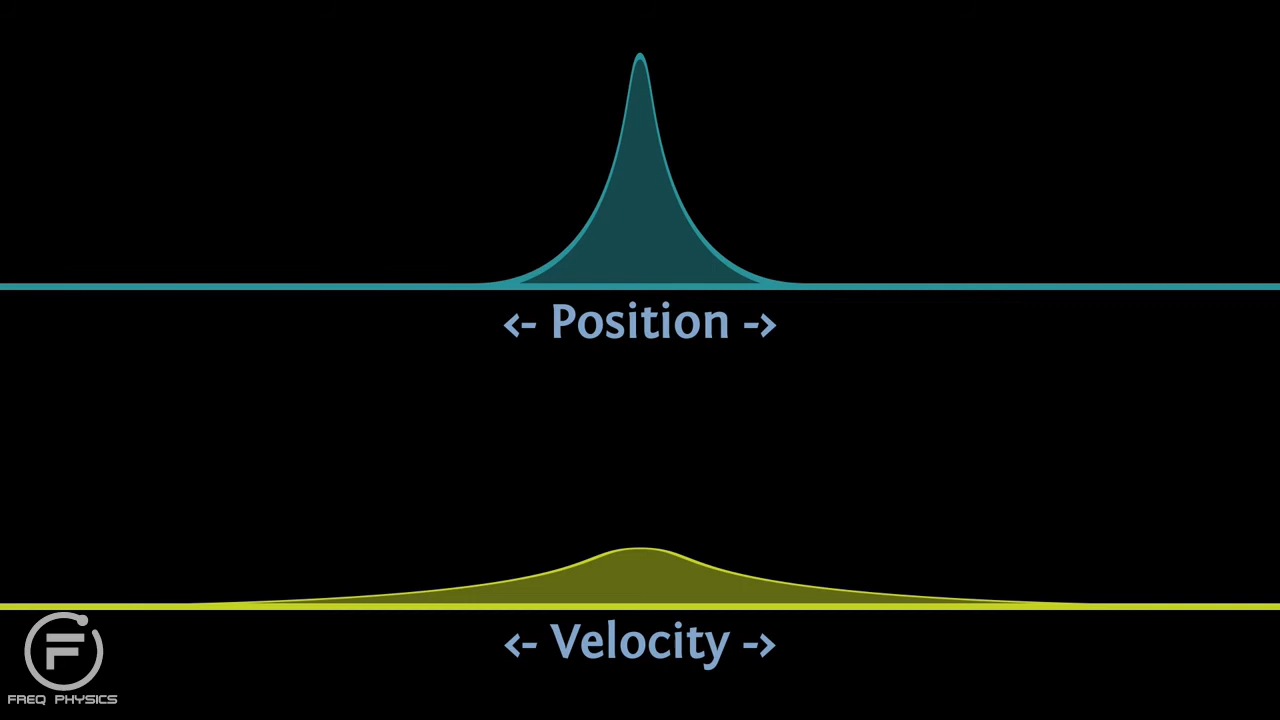 <- Position ->
<- Velocity ->
F
FREQ PHYSICS